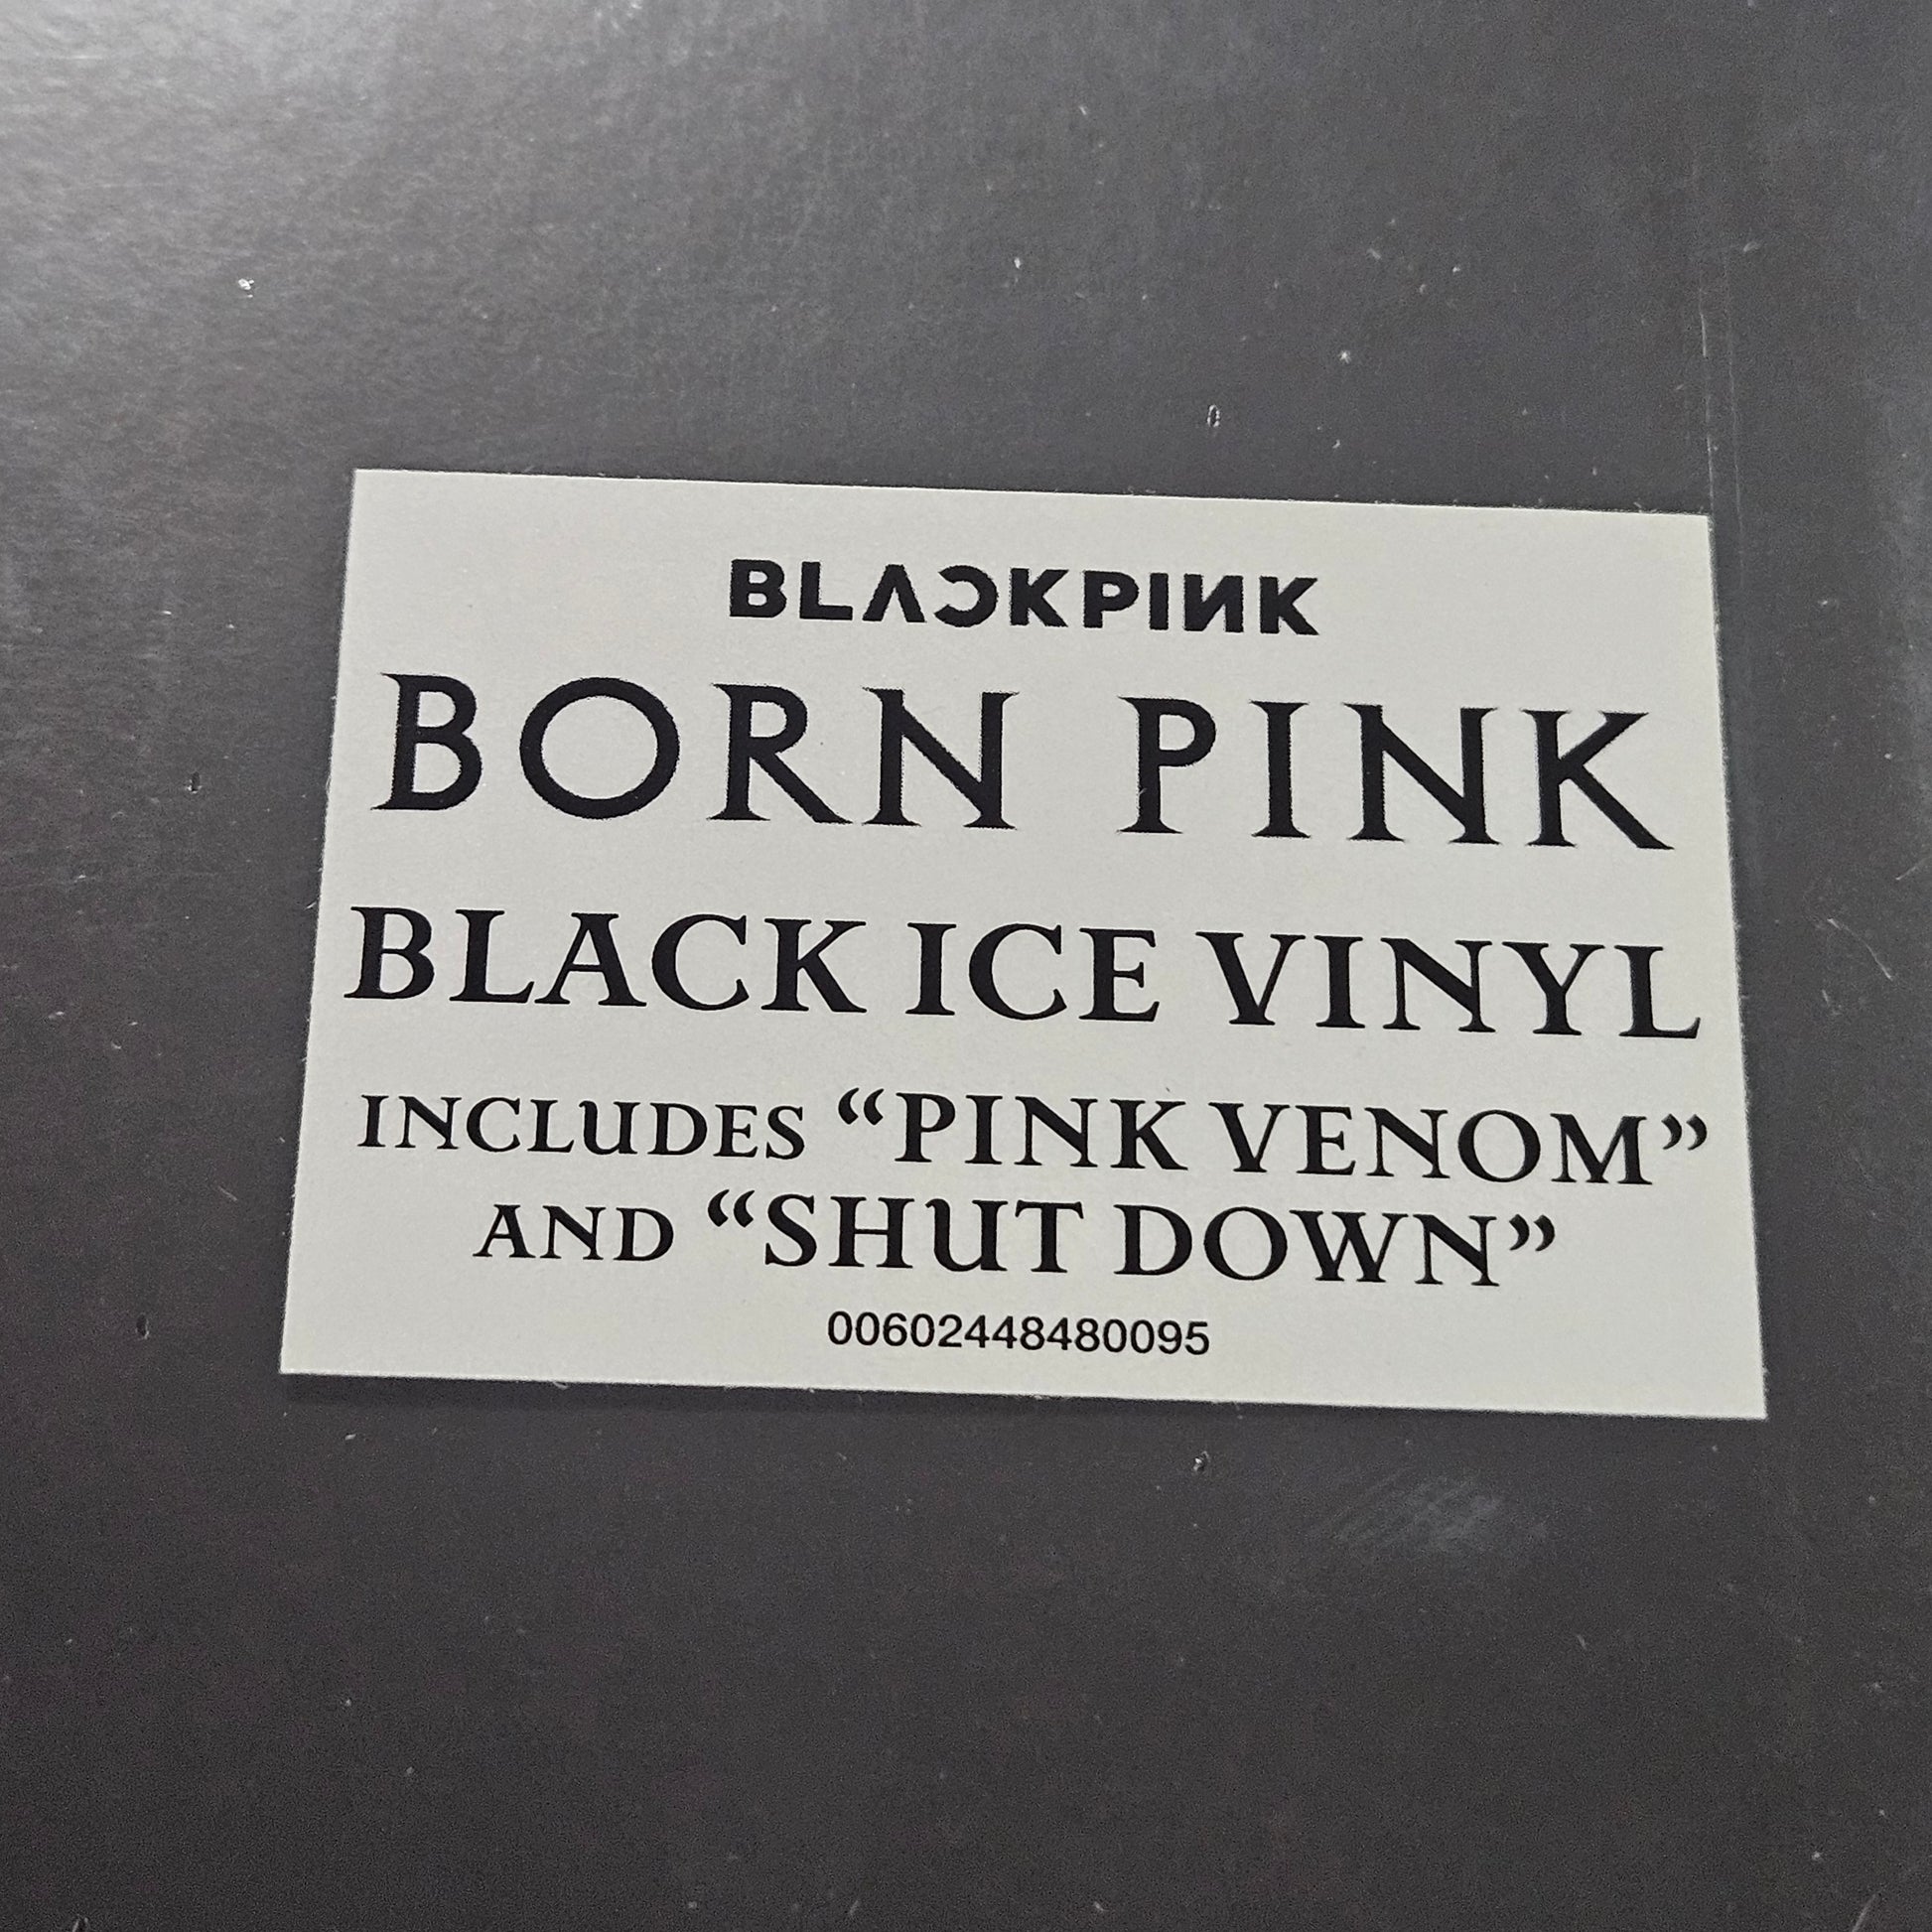 BLACKPINK
BORN PINK
BLACK ICE VINYL
INCLUDES “PINK VENOM”
AND “SHUT DOWN”
00602448480095